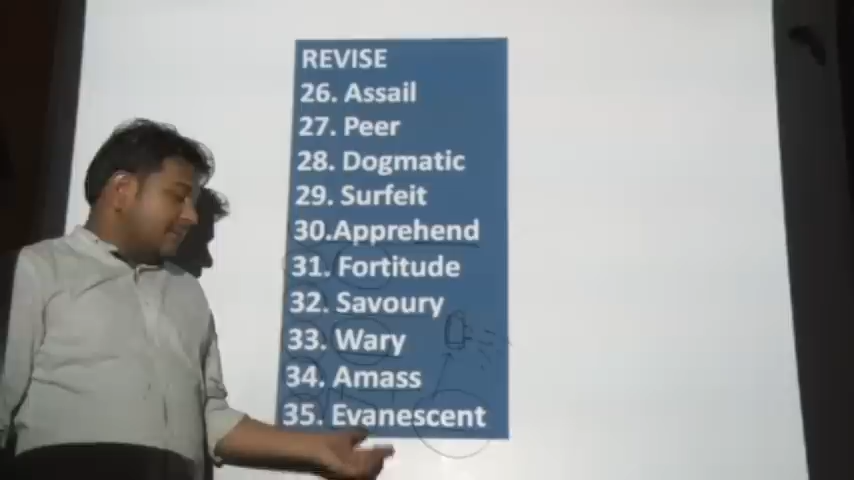 REVISE
26. Assail
27. Peer
28. Dogmatic
29. Surfeit
30.Apprehend
31. Fortitude
32. Savoury
33. Wary
34. Amass
35. Evanescent